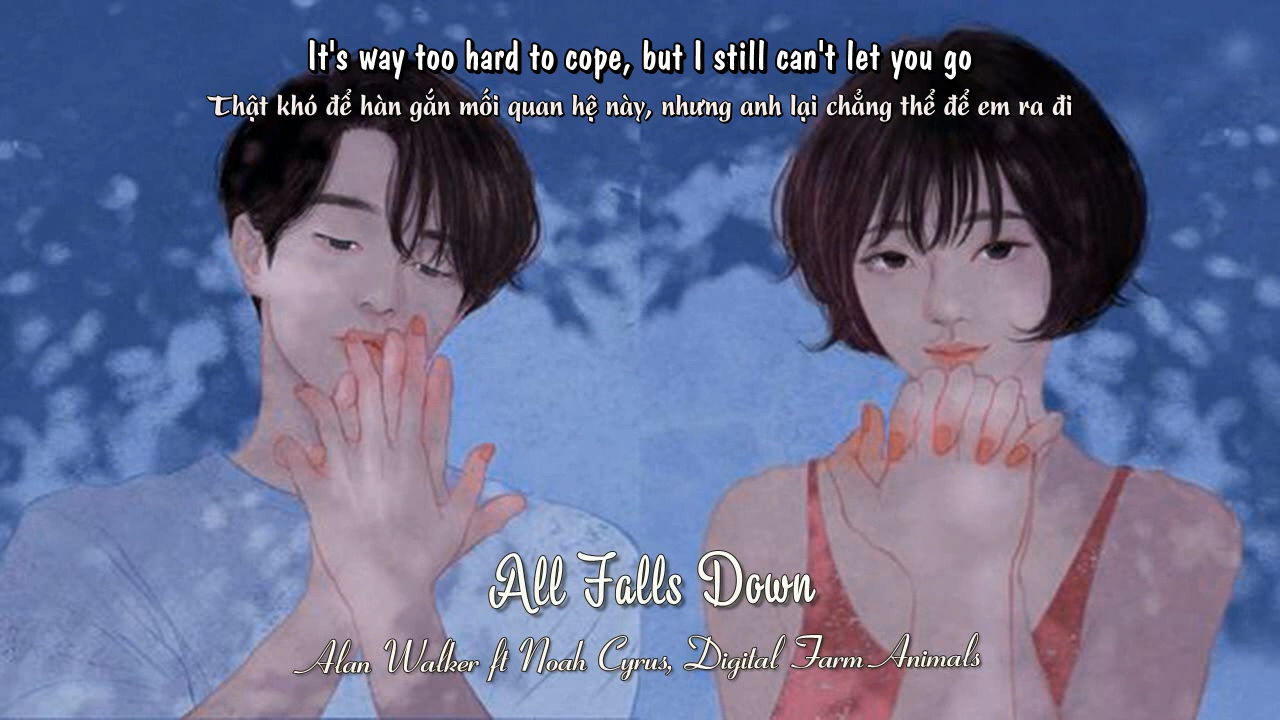 It's way too hard to cope, but I still can't let you go
Thật khó để hàn gắn mối quan hệ này, nhưng anh lại chẳng thể để em ra đi
All Falls Down
Alan Walker ft Noah Cyrus, Digital Farm Animals